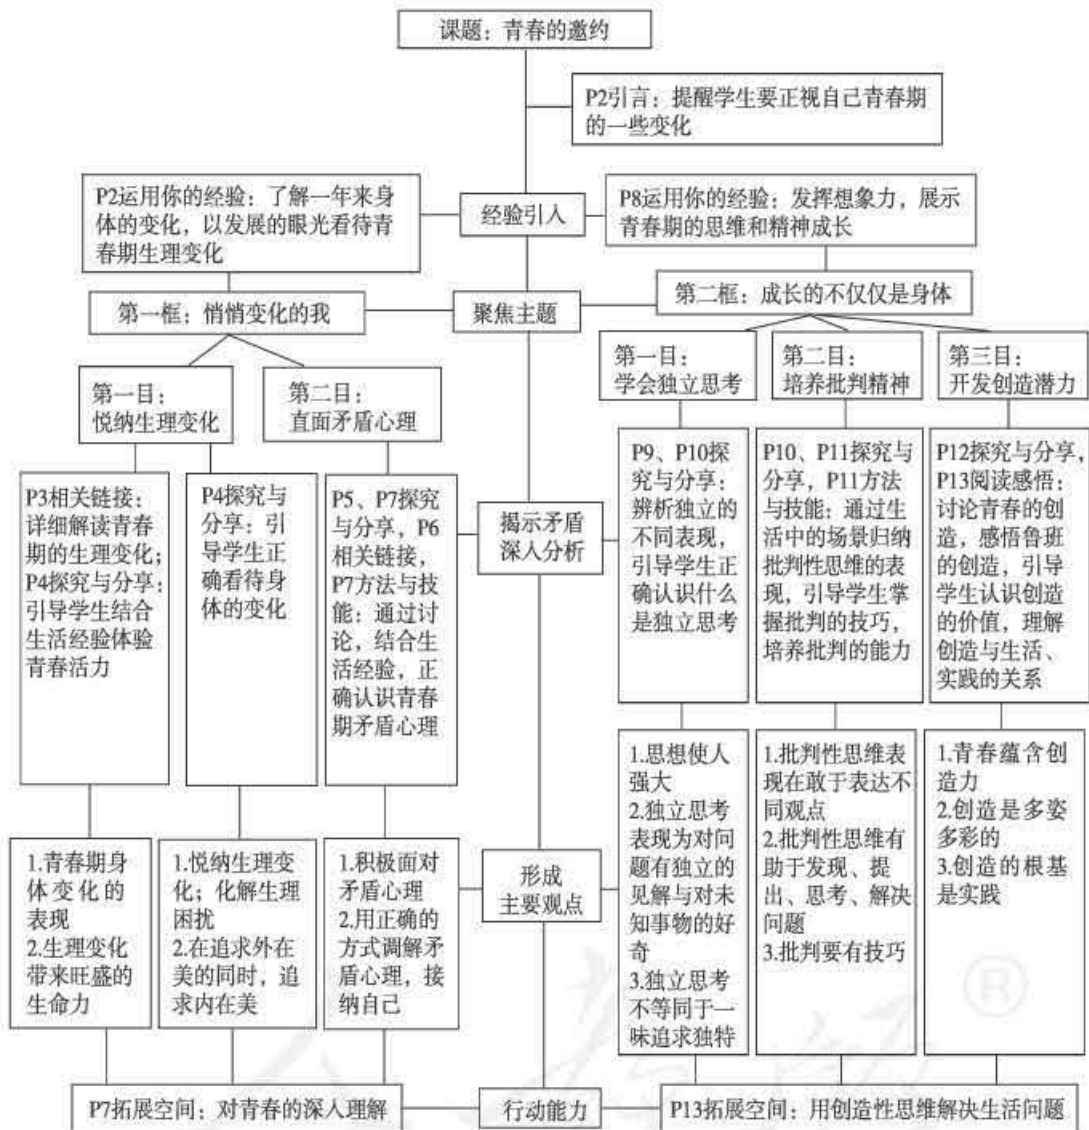 课题：青春的邀约
P2引言：提醒学生要正视自己青春期
的一些变化
P2运用你的经验：了解一年来身
体的变化，以发展的眼光看待青
春期生理变化
经验引入
P8运用你的经验：发挥想象力，展示
青春期的思维和精神成长
第一框：悄悄变化的我
聚焦主题
第二框：成长的不仅仅是身体
第一目：
悦纳生理变化
第二目：
直面矛盾心理
第一目：
学会独立思考
第二目：
培养批判精神
第三目：
开发创造潜力
P3相关链接：
详细解读青春
期的生理变化；
P4探究与分享：
引导学生结合
生活经验体验
青春活力
P4探究与
分享：引
导学生正
确看待身
体的变化
P5、P7探究
与分享，P6
相关链接，
P7方法与技
能：通过讨
论，结合生
活经验，正
确认识青春
期矛盾心理
揭示矛盾
深入分析
P9、P10探
究与分享：
辨析独立的
不同表现，
引导学生正
确认识什么
是独立思考
P10、P11探究与
分享，P11方法
与技能：通过生
活中的场景归纳
批判性思维的表
现，引导学生掌
握批判的技巧，
培养批判的能力
P12探究与分享，
P13阅读感悟：
讨论青春的创
造，感悟鲁班
的创造，引导
学生认识创造
的价值，理解
创造与生活、
实践的关系
1.青春期身
体变化的
表现
2.生理变化
带来旺盛的
生命力
1.悦纳生理变
化；化解生理
困扰
2.在追求外在
美的同时，追
求内在美
1.积极面对
矛盾心理
2.用正确的
方式调解矛
盾心理，接
纳自己
形成
主要观点
1.思想使人
强大
2.独立思考
表现为对问
题有独立的
见解与对未
知事物的好
奇
3.独立思考
不等同于一
味追求独特
1.批判性思维表
现在敢于表达不
同观点
2.批判性思维有
助于发现、提
出、思考、解决
问题
3.批判要有技巧
1.青春蕴含创
造力
2.创造是多姿
多彩的
3.创造的根基
是实践
®
P7拓展空间：对青春的深入理解
行动能力
P13拓展空间：用创造性思维解决生活问题